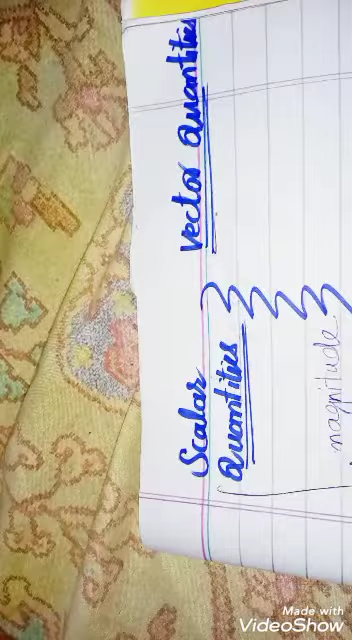 Scalar Quantities
Vector Quantities
magnitude.
Made with
VideoShow